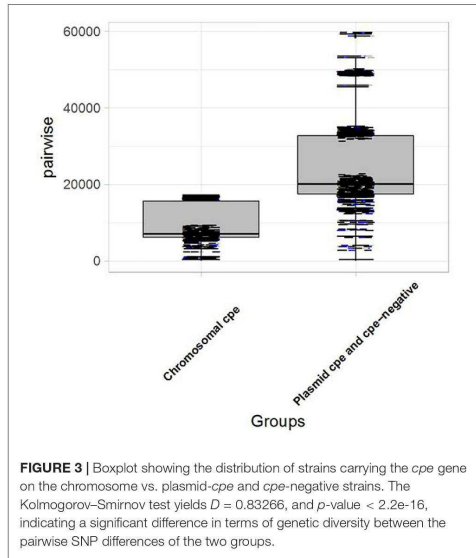 60000
40000
20000
0
pairwise
Chromosomal cpe
Plasmid cpe and cpe-negative
Groups
FIGURE 3 | Boxplot showing the distribution of strains carrying the cpe gene
on the chromosome vs. plasmid-cpe and cpe-negative strains. The
Kolmogorov–Smirnov test yields D = 0.83266, and p-value < 2.2e-16,
indicating a significant difference in terms of genetic diversity between the
pairwise SNP differences of the two groups.